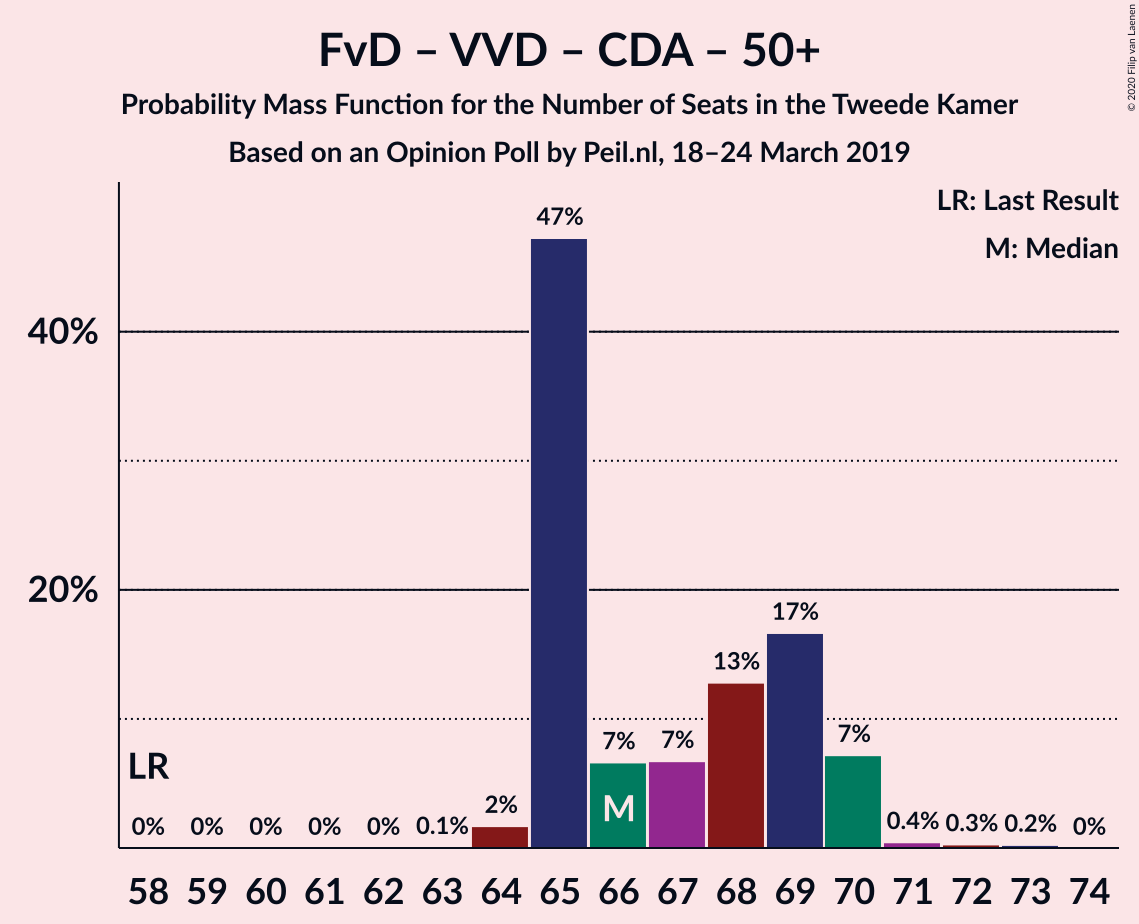 FvD – VVD – CDA – 50+
Probability Mass Function for the Number of Seats in the Tweede Kamer
Based on an Opinion Poll by Peil.nl, 18–24 March 2019
© 2020 Filip van Laenen
LR: Last Result
M: Median
47%
40%
20%
17%
13%
7%
7%
7%
LR
M
0% 0% 0% 0% 0% 0.1% 2% 0.4% 0.3% 0.2% 0%
58 59 60 61 62 63 64 65 66 67 68 69 70 71 72 73 74